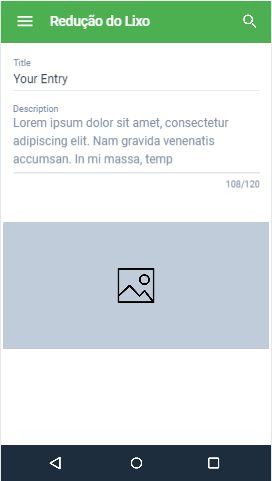 Redução do Lixo
Title
Your Entry
Description
Lorem ipsum dolor sit amet, consectetur
adipiscing elit. Nam gravida venenatis
accumsan. In mi massa, temp
108/120